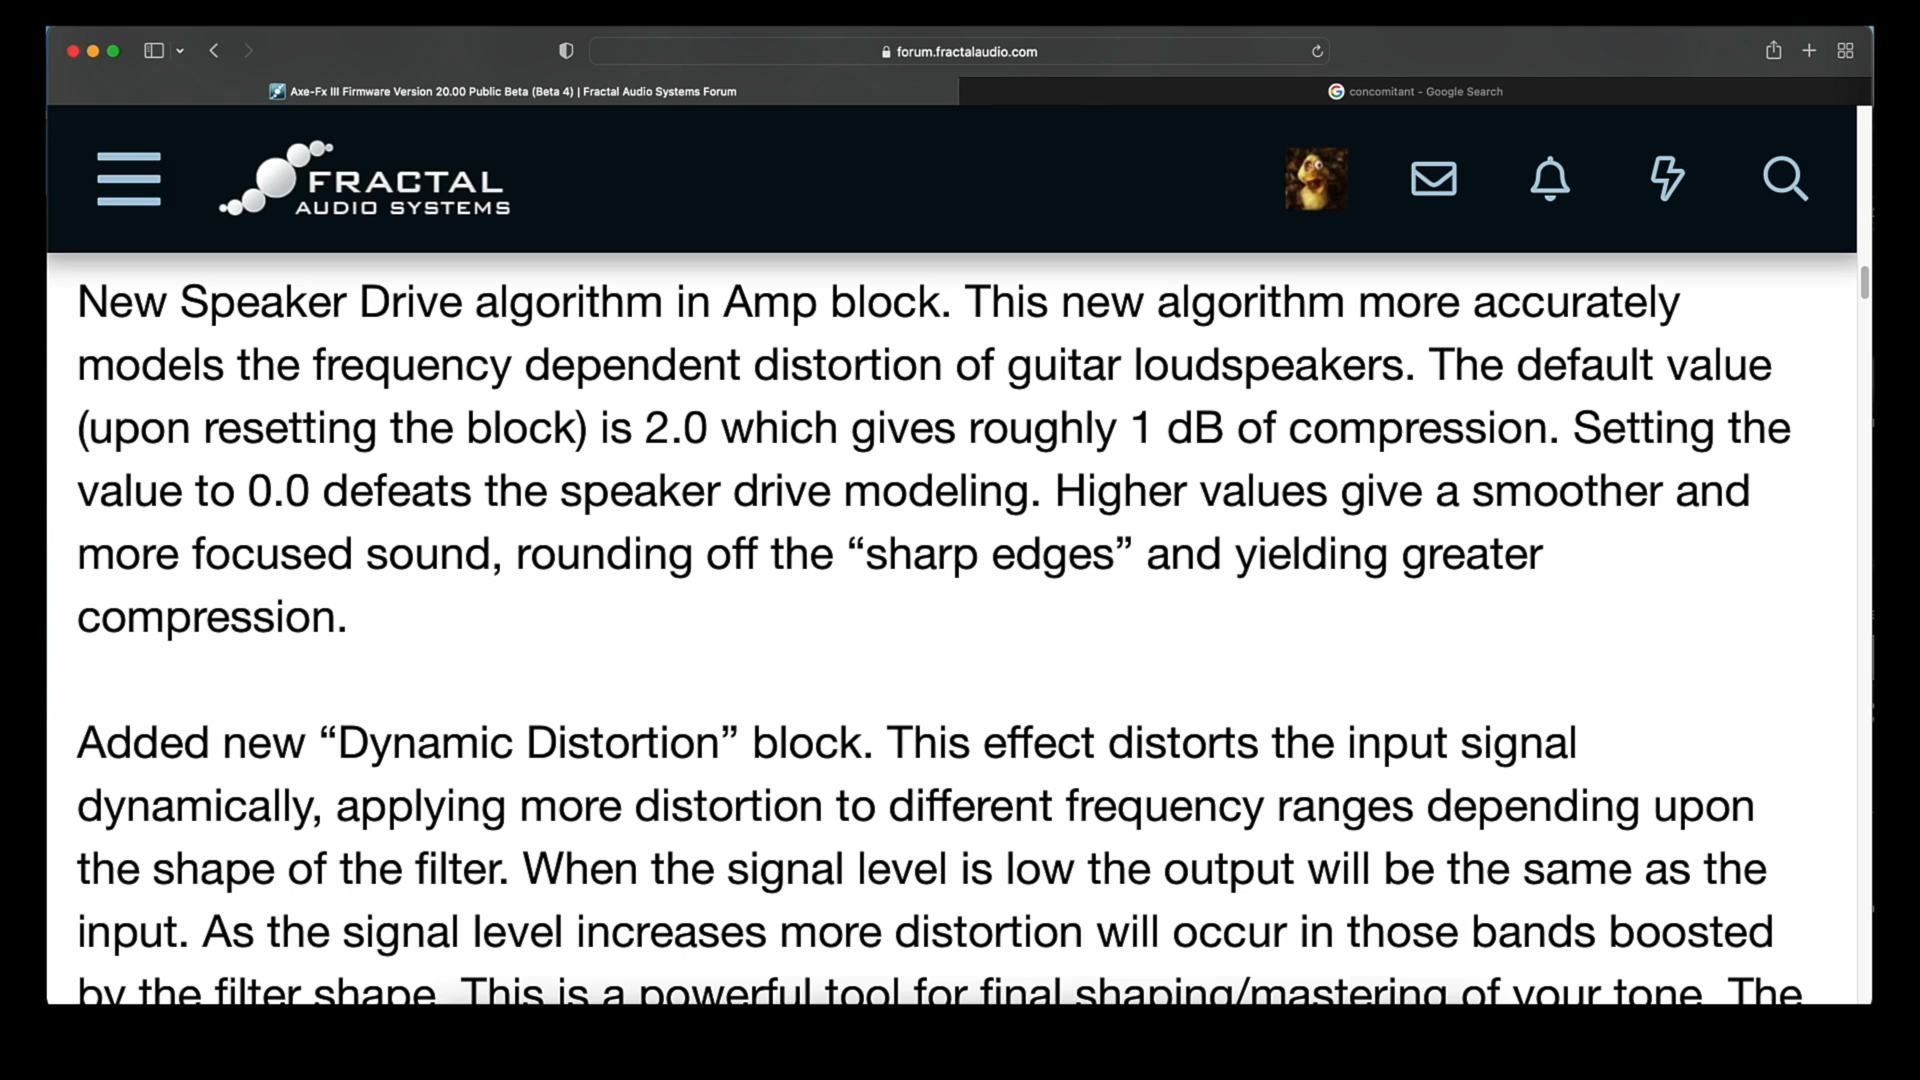 forum.fractalaudio.com
Axe-Fx III Firmware Version 20.00 Public Beta (Beta 4) | Fractal Audio Systems Forum
concomitant - Google Search
FRACTAL
AUDIO SYSTEMS
New Speaker Drive algorithm in Amp block. This new algorithm more accurately
models the frequency dependent distortion of guitar loudspeakers. The default value
(upon resetting the block) is 2.0 which gives roughly 1 dB of compression. Setting the
value to 0.0 defeats the speaker drive modeling. Higher values give a smoother and
more focused sound, rounding off the “sharp edges” and yielding greater
compression.
Added new “Dynamic Distortion” block. This effect distorts the input signal
dynamically, applying more distortion to different frequency ranges depending upon
the shape of the filter. When the signal level is low the output will be the same as the
input. As the signal level increases more distortion will occur in those bands boosted
by the filter shape. This is a powerful tool for final shaping/mastering of your tone. The